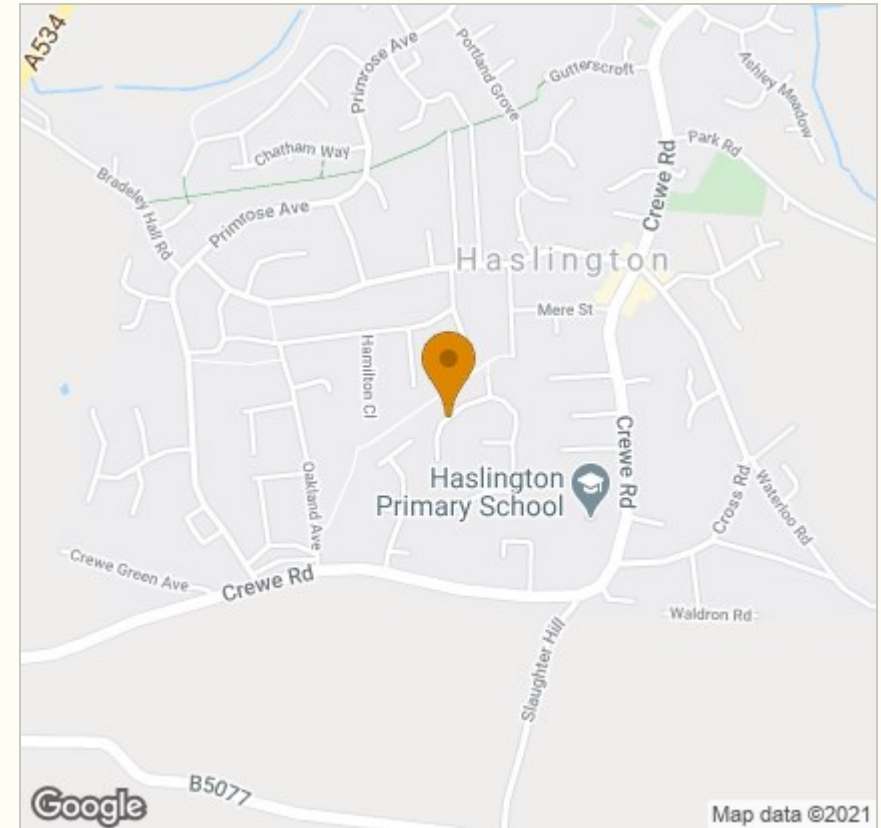 A534
Primrose Ave
Portland Grove
Gutterscroft
Ashley Meadow
Chatham Way
Park Rd
Bradeley Hall Rd
Crewe Rd
Primrose Ave
Haslington
Mere St
Hamilton Cl
Crewe Rd
Haslington
Primary School
Oakland Ave
Cross Rd
Waterloo Rd
Crewe Green Ave
Crewe Rd
Waldron Rd
Slaughter Hill
B5077
Google
Map data ©2021